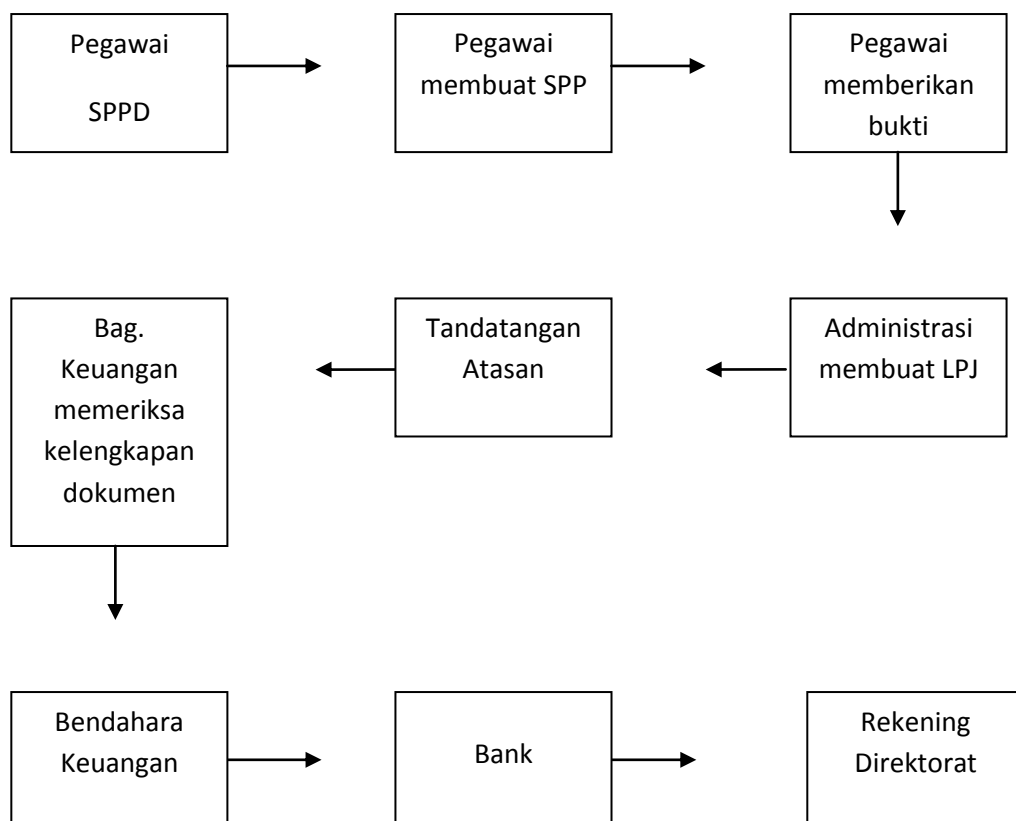 Pegawai
SPPD
Pegawai
membuat SPP
Pegawai
memberikan
bukti
Bag.
Keuangan
memeriksa
kelengkapan
dokumen
Tandatangan
Atasan
Administrasi
membuat LPJ
Bendahara
Keuangan
Bank
Rekening
Direktorat